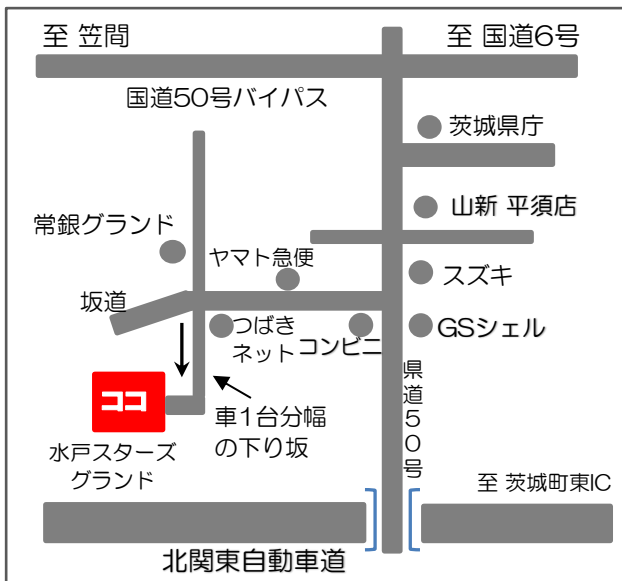 至 笠間
至 国道6号
国道50号バイパス
茨城県庁
山新 平須店
常銀グランド
ヤマト急便
スズキ
坂道
つばき
ネット
コンビニ
GSシェル
県道50号
ココ
車1台分幅
の下り坂
水戸スターズ
グランド
至 茨城町東IC
北関東自動車道